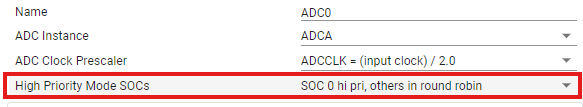 Name ADC0
ADC Instance ADCA
ADC Clock Prescaler ADCCLK = (input clock) / 2.0
High Priority Mode SOCs SOC 0 hi pri, others in round robin